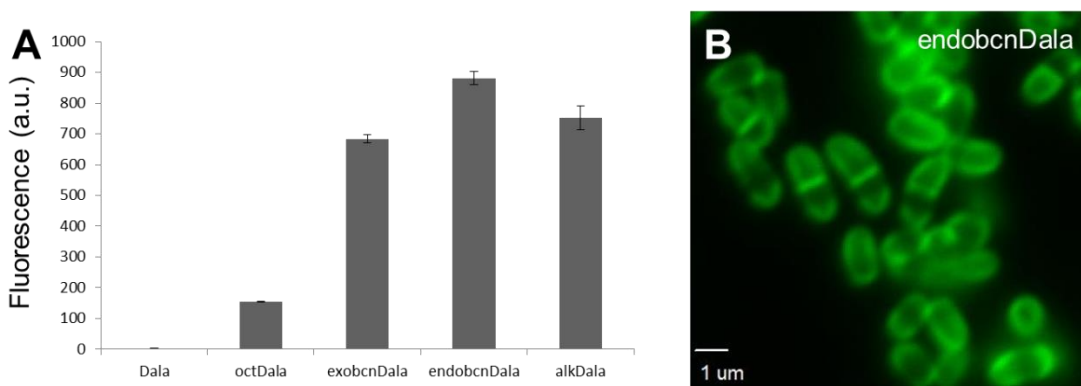 A
Fluorescence (a.u.)
1000
900
800
700
600
500
400
300
200
100
0
Dala octDala exobcnDala endobcnDala alkDala
B
endobcnDala
1 um